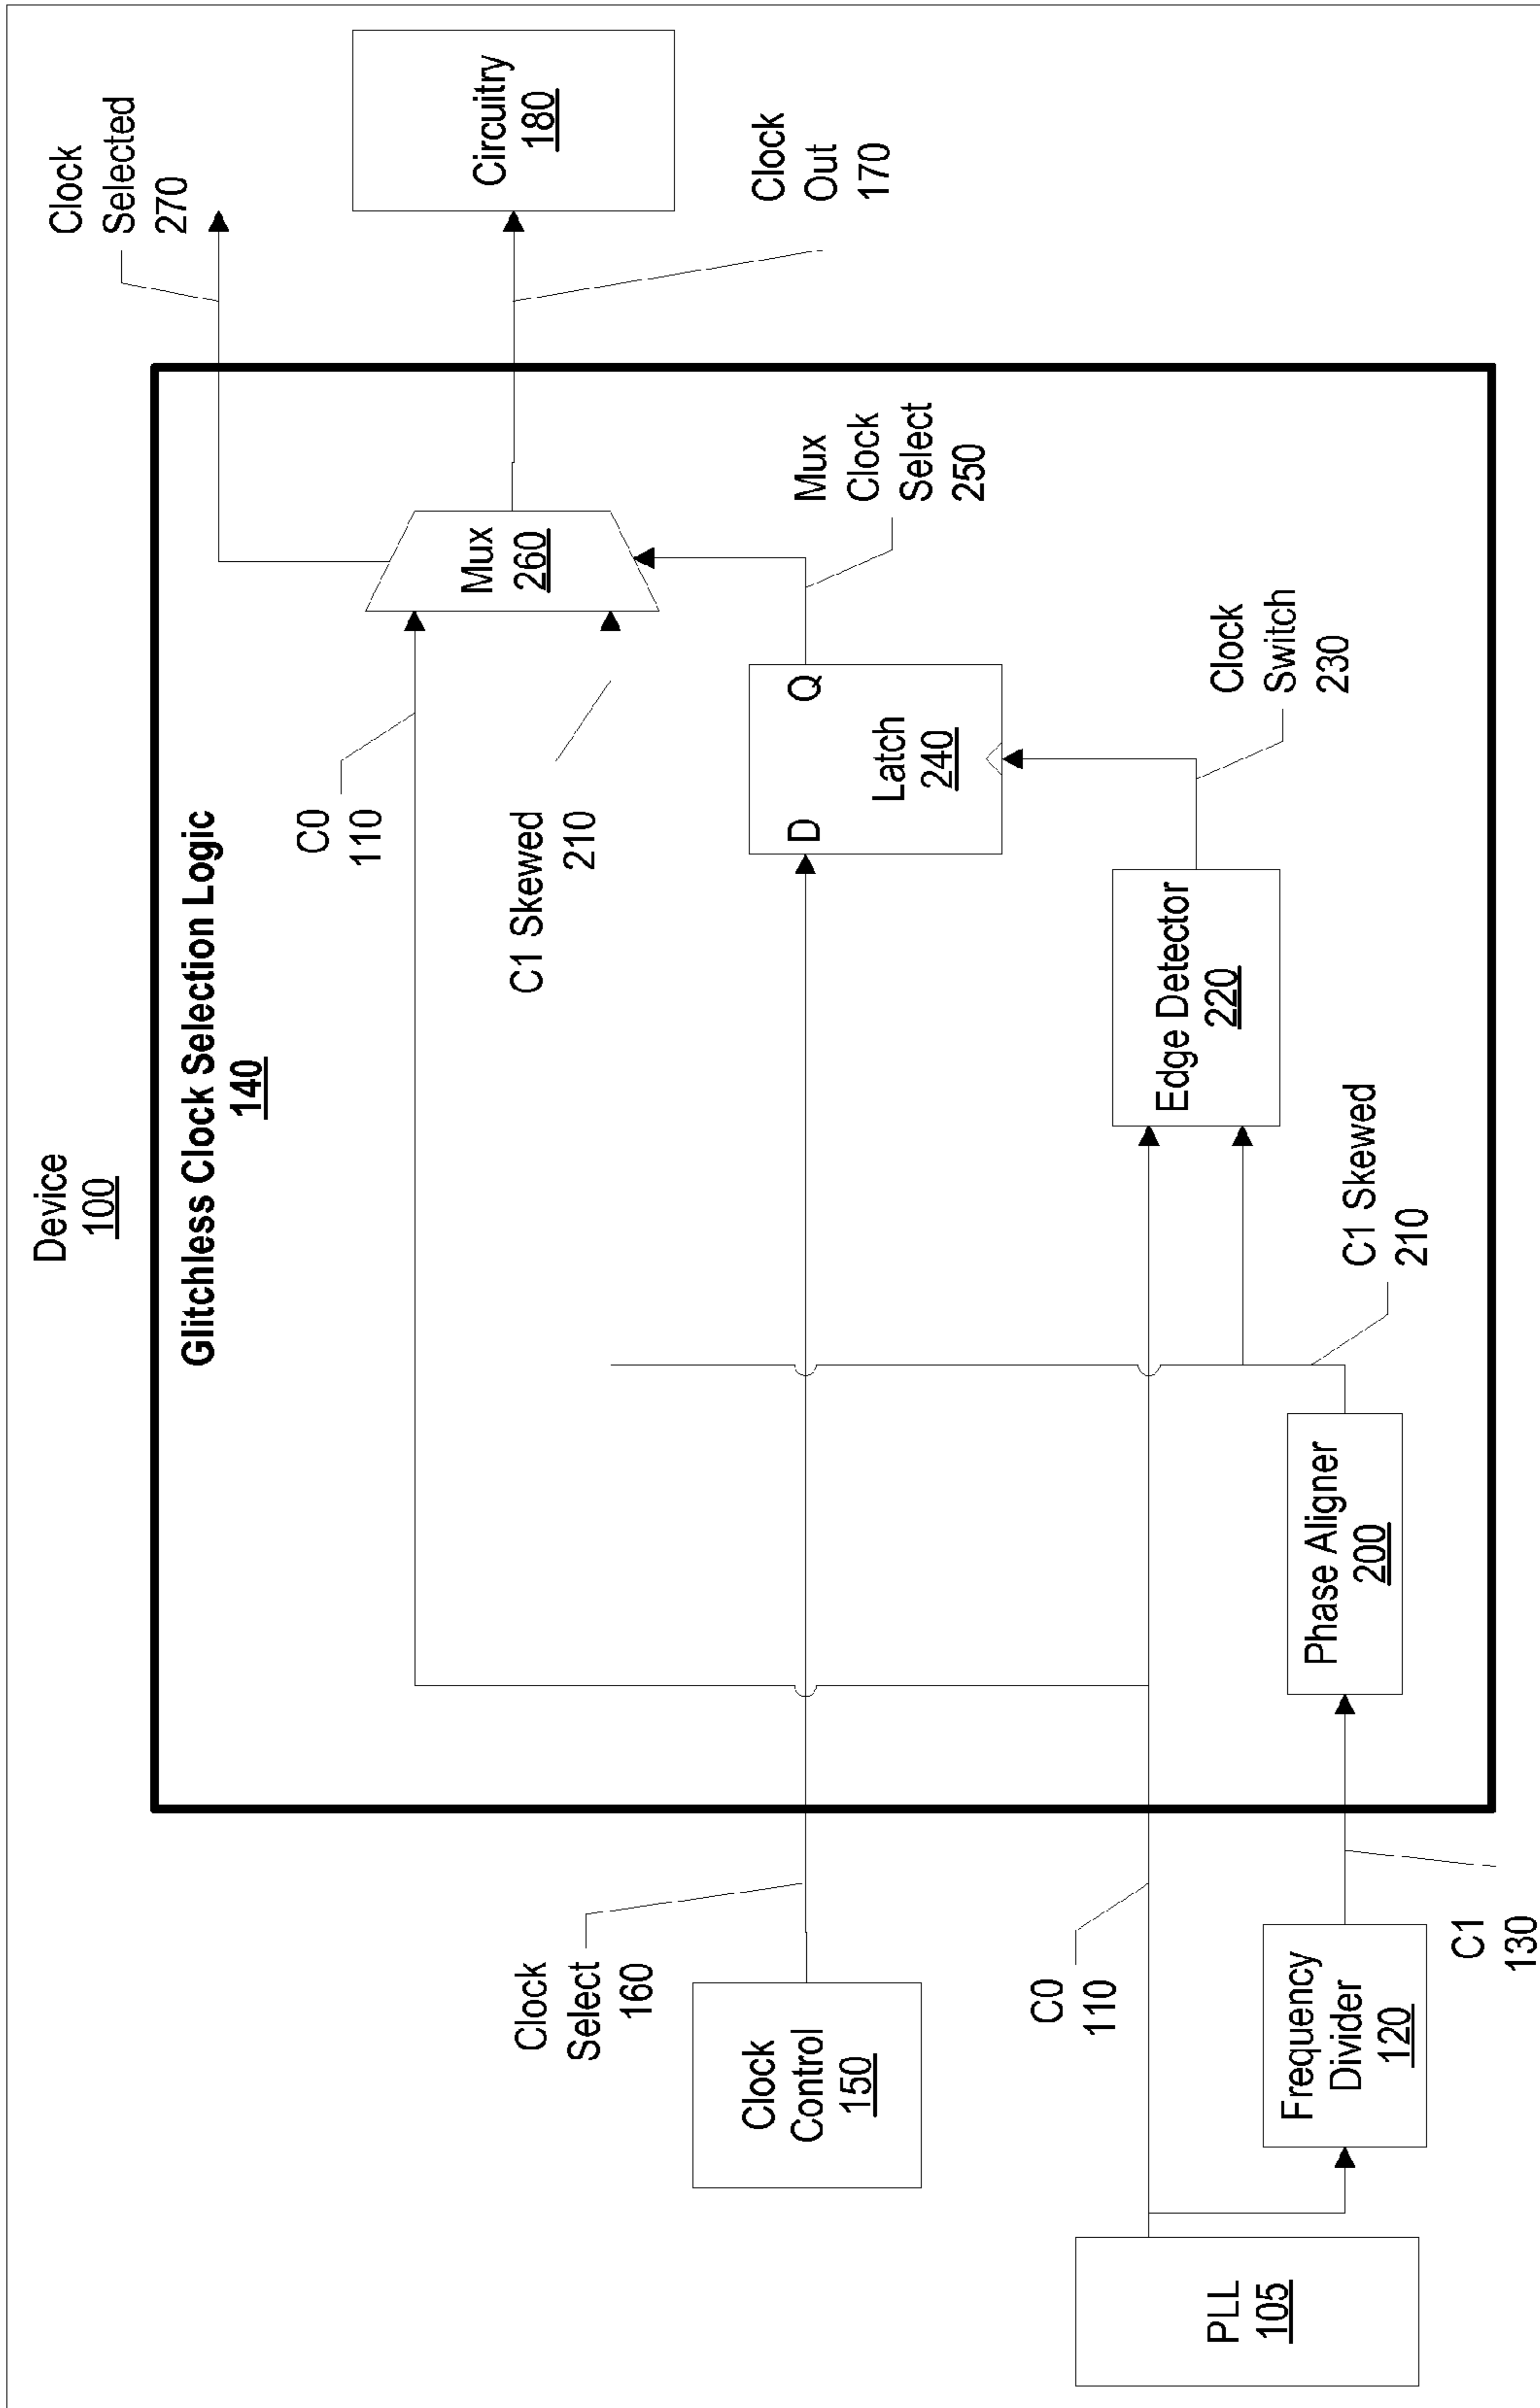 Device
100
Glitchless Clock Selection Logic
140
Clock
Selected
270
Circuitry
180
Clock
Out
170
C0
110
Mux
260
C1 Skewed
210
Mux
Clock
Select
250
Clock
Select
160
Clock
Control
150
D
Q
Latch
240
C0
110
Edge Detector
220
Clock
Switch
230
PLL
105
Frequency
Divider
120
C1
130
Phase Aligner
200
C1 Skewed
210